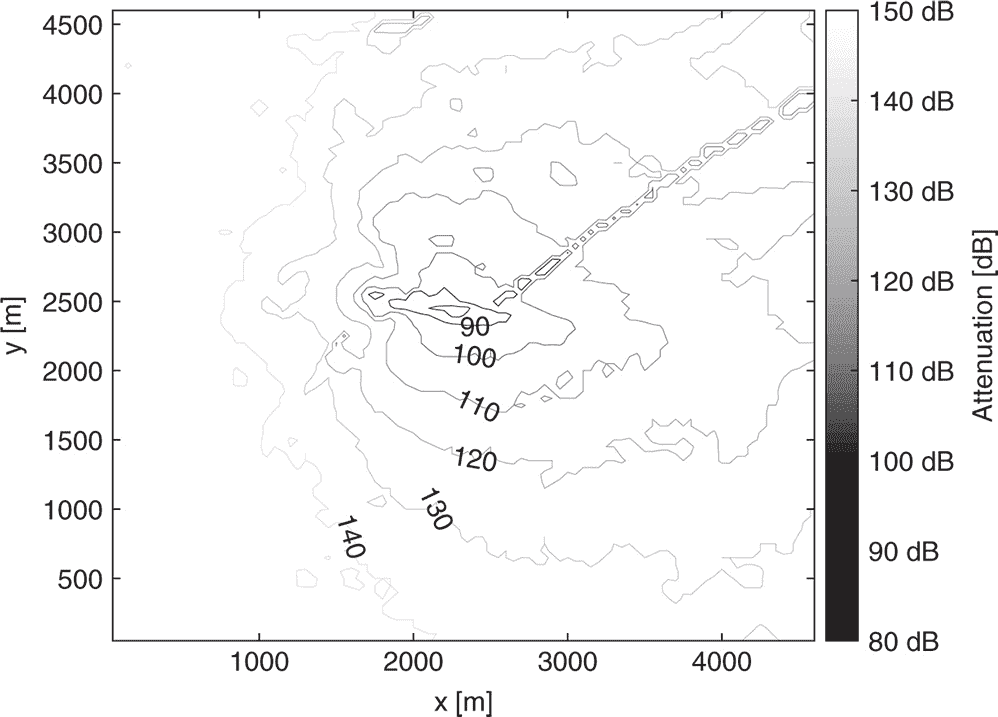 4500
4000
3500
3000
2500
2000
1500
1000
500
y [m]
1000
2000
3000
4000
x [m]
90
100
110
120
130
140
150 dB
140 dB
130 dB
120 dB
110 dB
100 dB
90 dB
80 dB
Attenuation [dB]